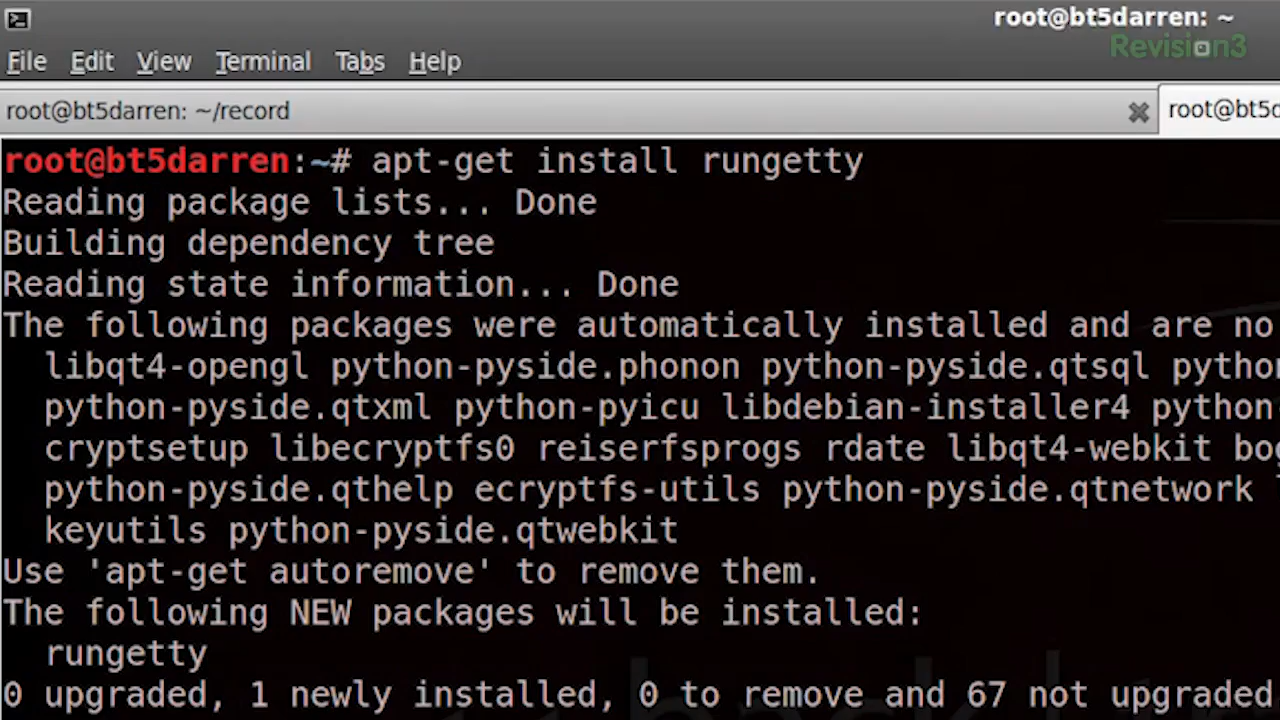 root@bt5darren: ~
Revision3
File Edit View Terminal Tabs Help
root@bt5darren: ~/record
root@bt5d
root@bt5darren:~# apt-get install rungetty
Reading package lists... Done
Building dependency tree
Reading state information... Done
The following packages were automatically installed and are no
libqt4-opengl python-pyside.phonon python-pyside.qtsql pytho
python-pyside.qtxml python-pyicu libdebian-installer4 python
cryptsetup libecryptfs0 reiserfsprogs rdate libqt4-webkit bog
python-pyside.qthelp ecryptfs-utils python-pyside.qtnetwork
keyutils python-pyside.qtwebkit
Use 'apt-get autoremove' to remove them.
The following NEW packages will be installed:
rungetty
0 upgraded, 1 newly installed, 0 to remove and 67 not upgraded